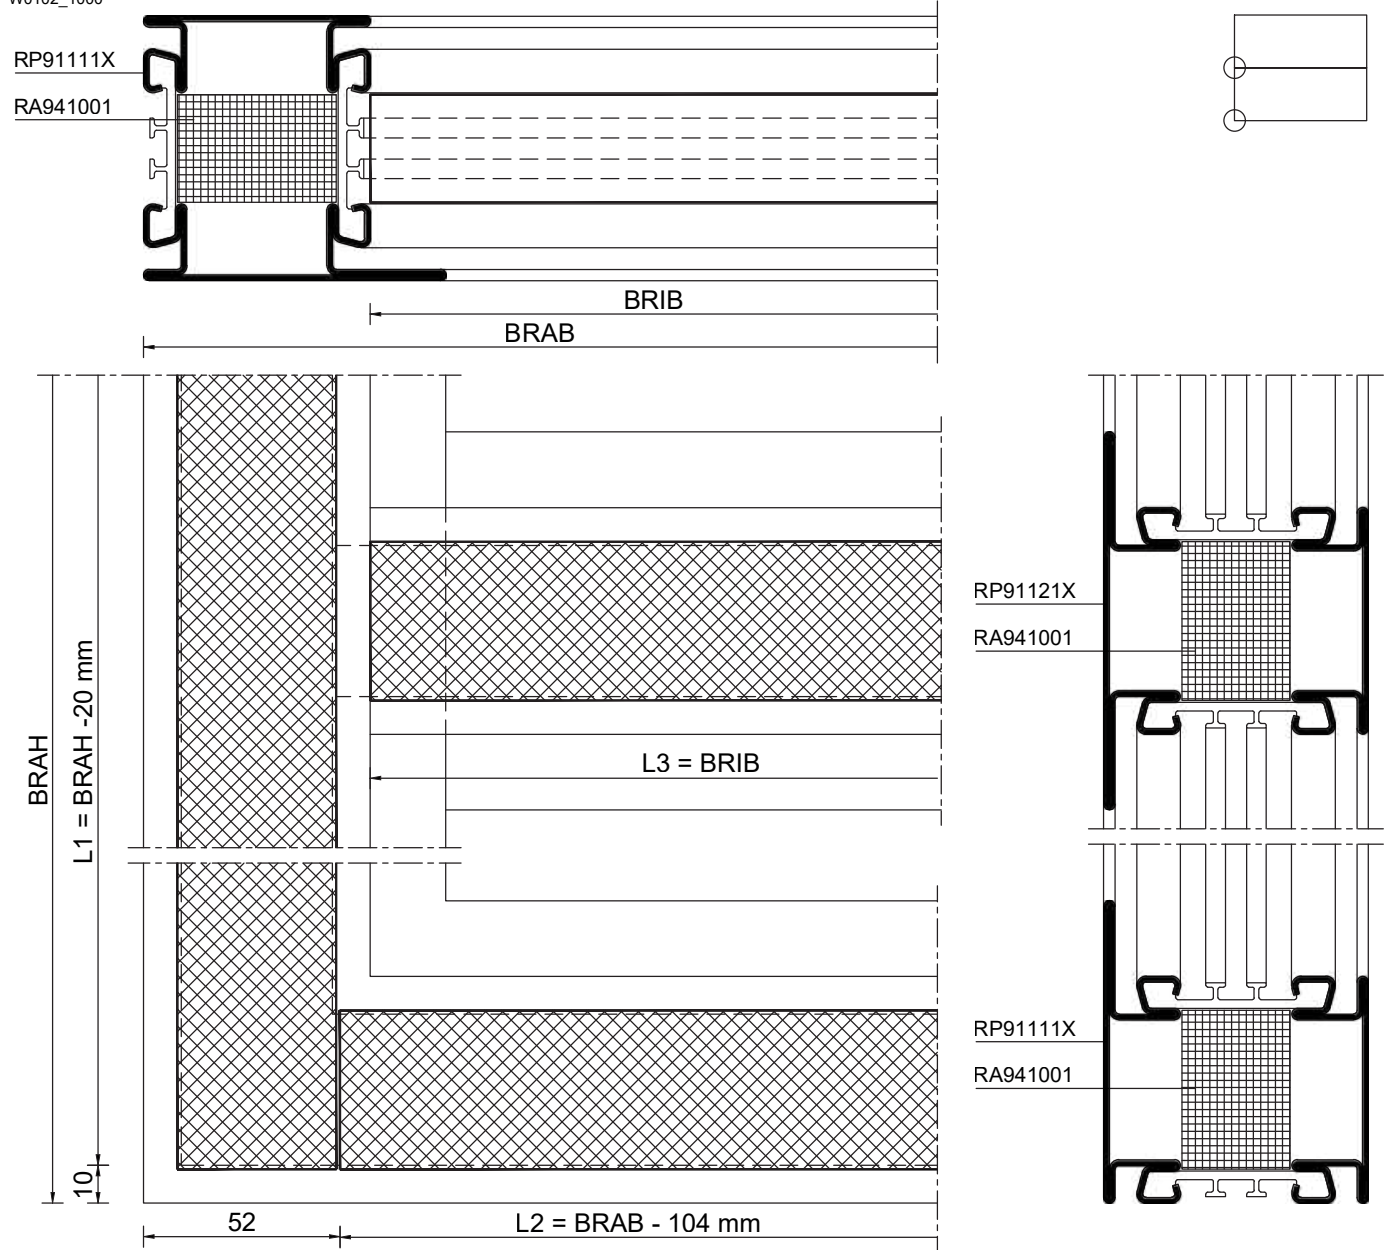 RP91111X
RA941001
BRIB
BRAB
BRAH
L1 = BRAH -20 mm
RP91121X
RA941001
L3 = BRIB
RP91111X
RA941001
10
52
L2 = BRAB - 104 mm